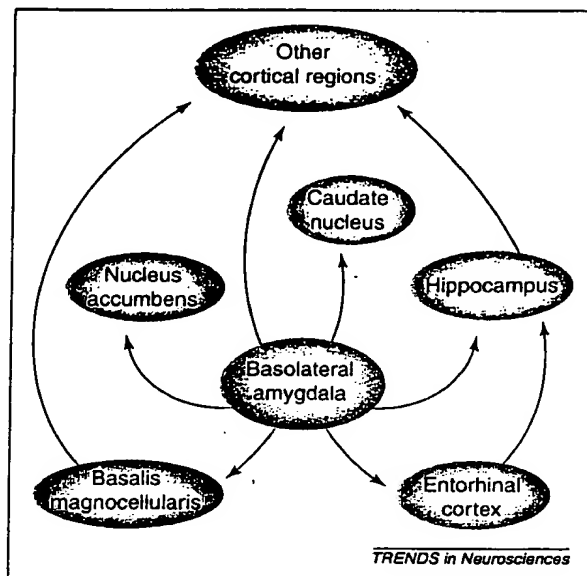 Other
cortical regions
Caudate
nucleus
Nucleus
accumbens
Hippocampus
Basolateral
amygdala
Basalis
magnocellularis
Entorhinal
cortex
TRENDS in Neurosciences